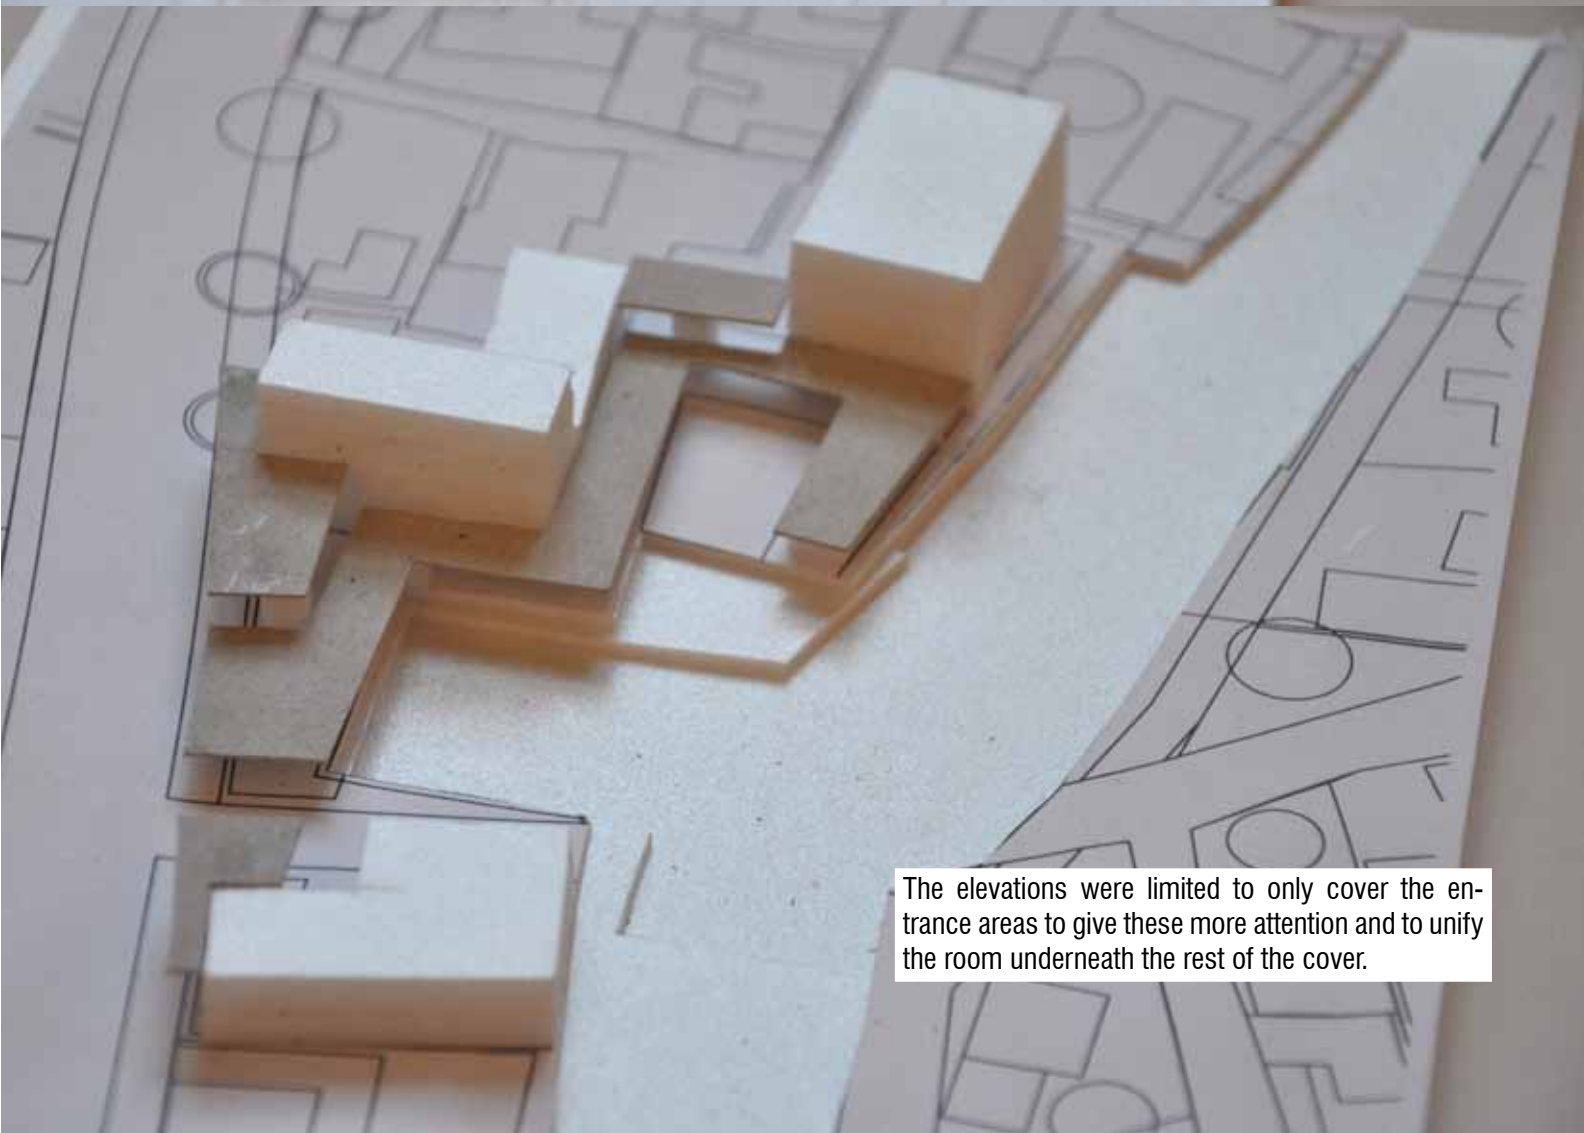 The elevations were limited to only cover the en-
trance areas to give these more attention and to unify
the room underneath the rest of the cover.